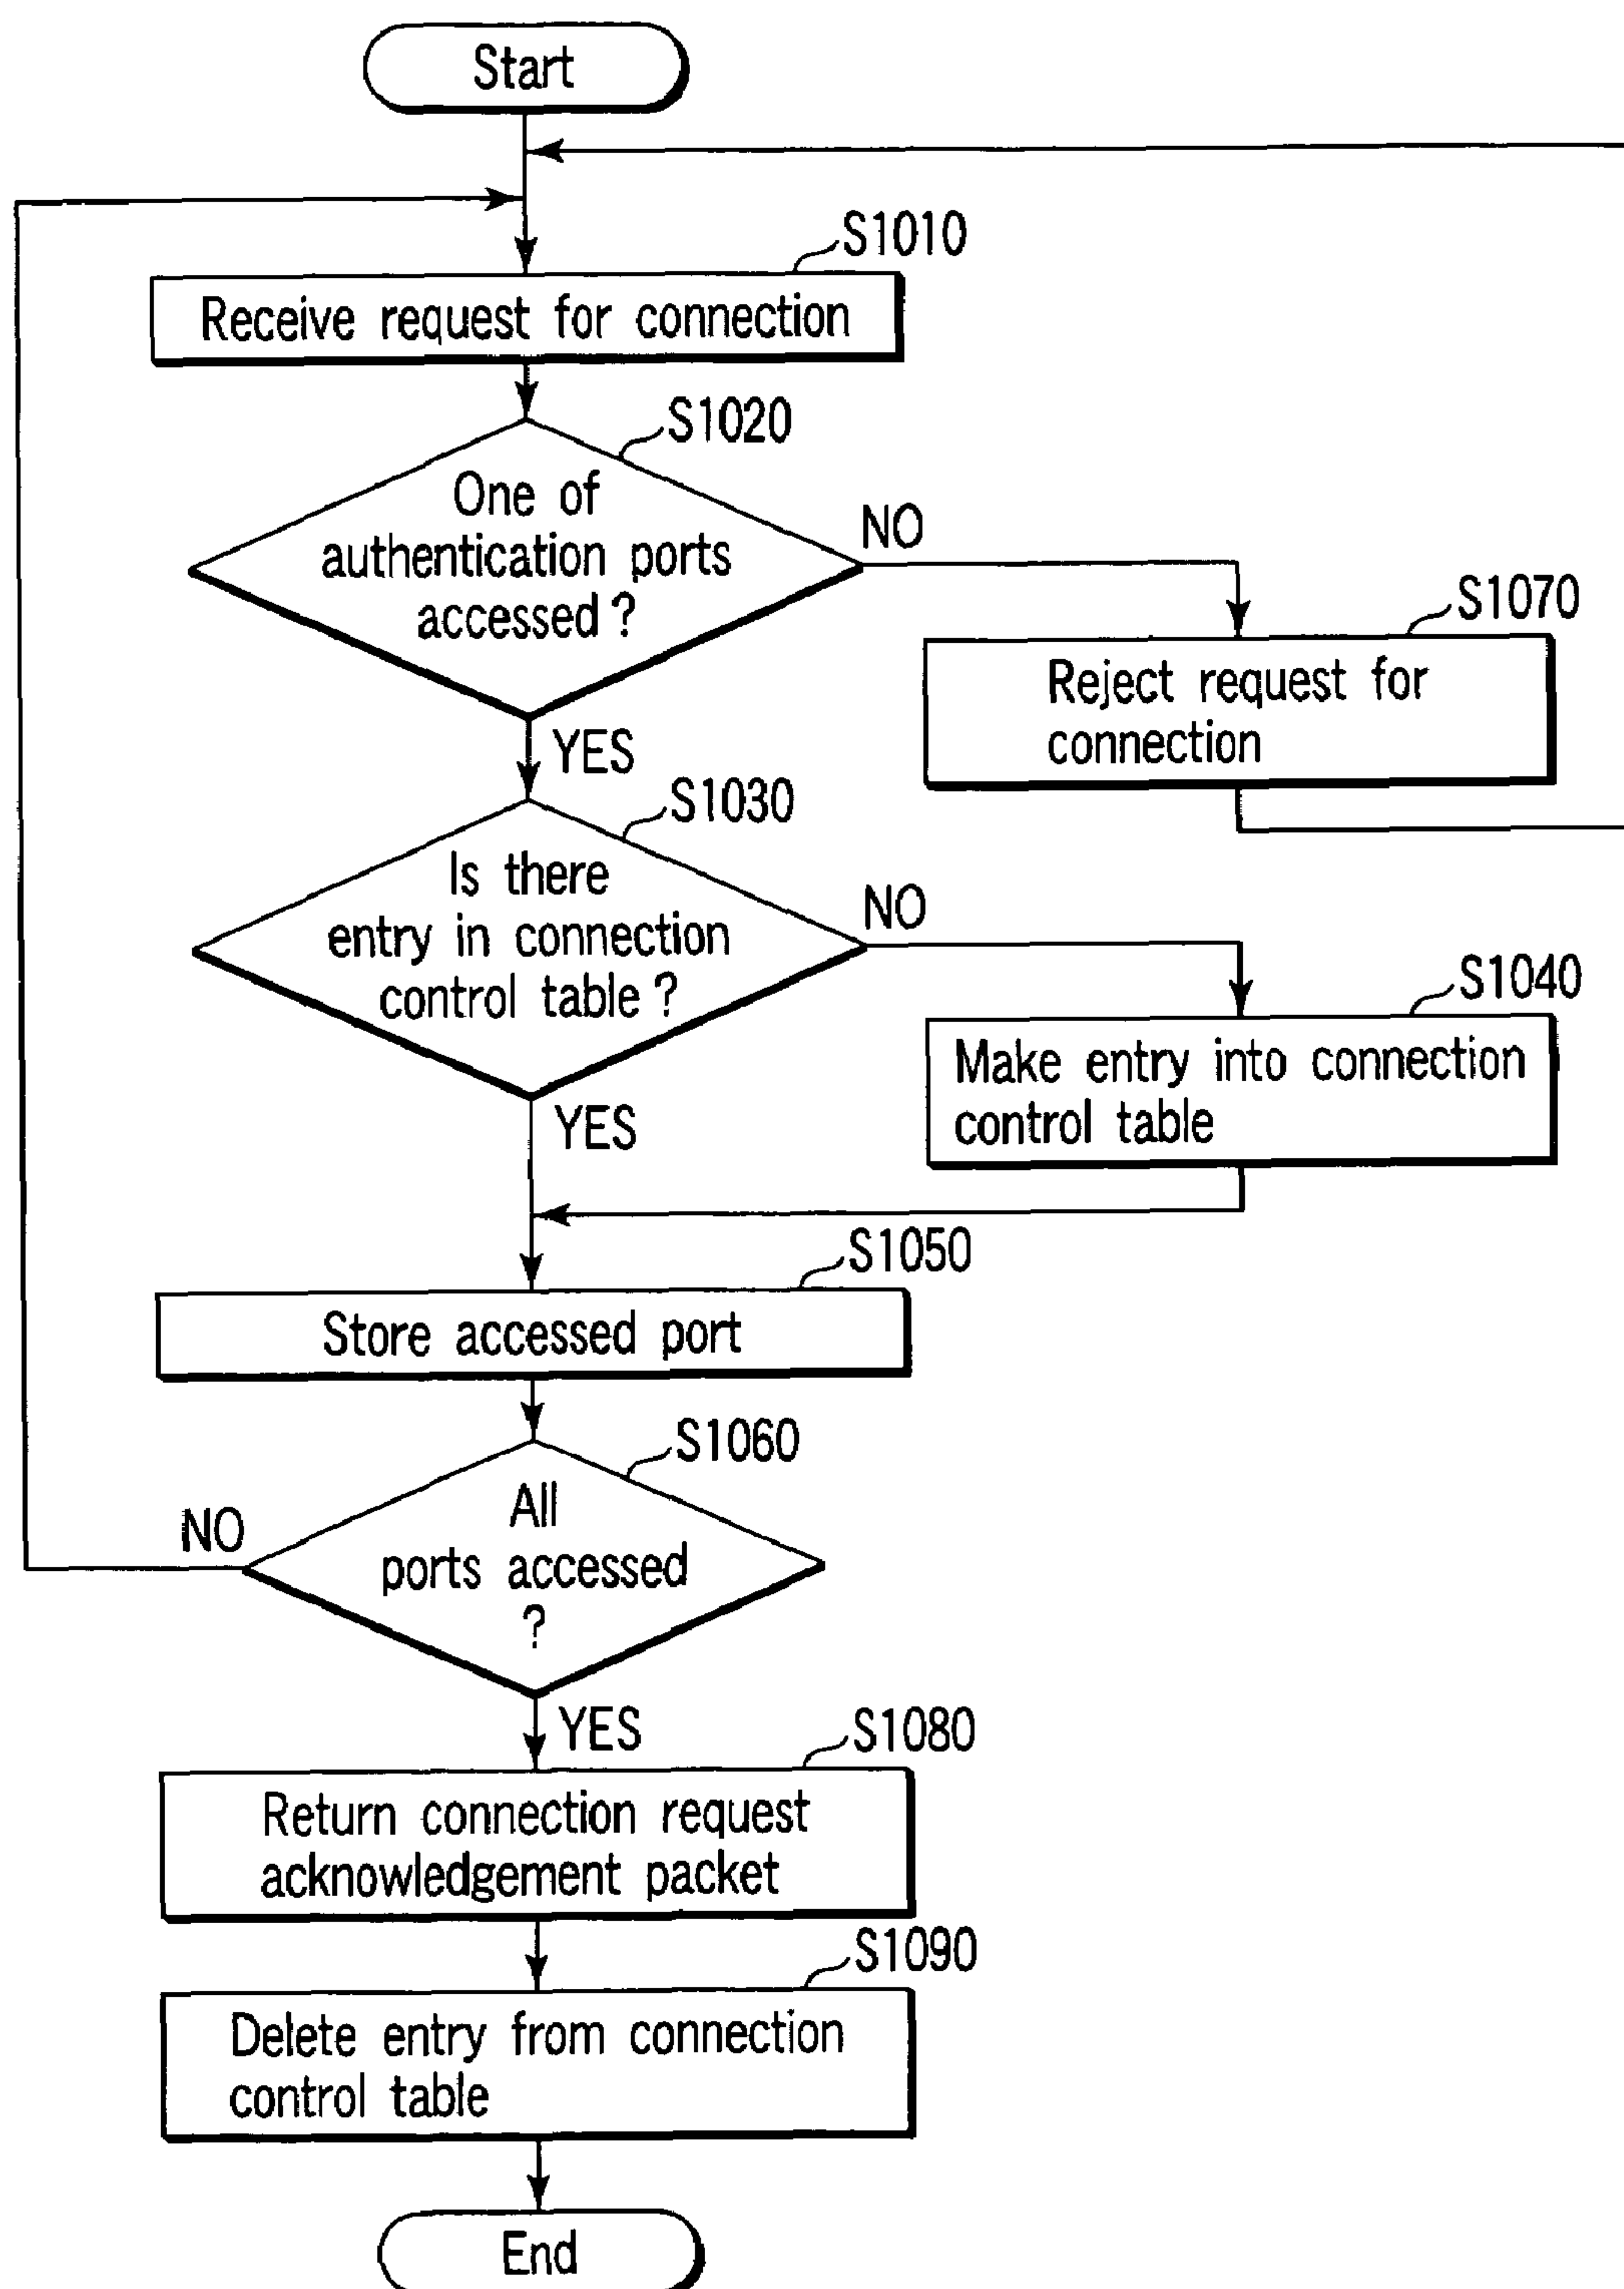 Start
S1010
Receive request for connection
S1020
One of
authentication ports
accessed ?
NO
S1070
Reject request for
connection
YES
S1030
Is there
entry in connection
control table ?
NO
S1040
Make entry into connection
control table
YES
S1050
Store accessed port
S1060
All
ports accessed
?
NO
YES
S1080
Return connection request
acknowledgement packet
S1090
Delete entry from connection
control table
End